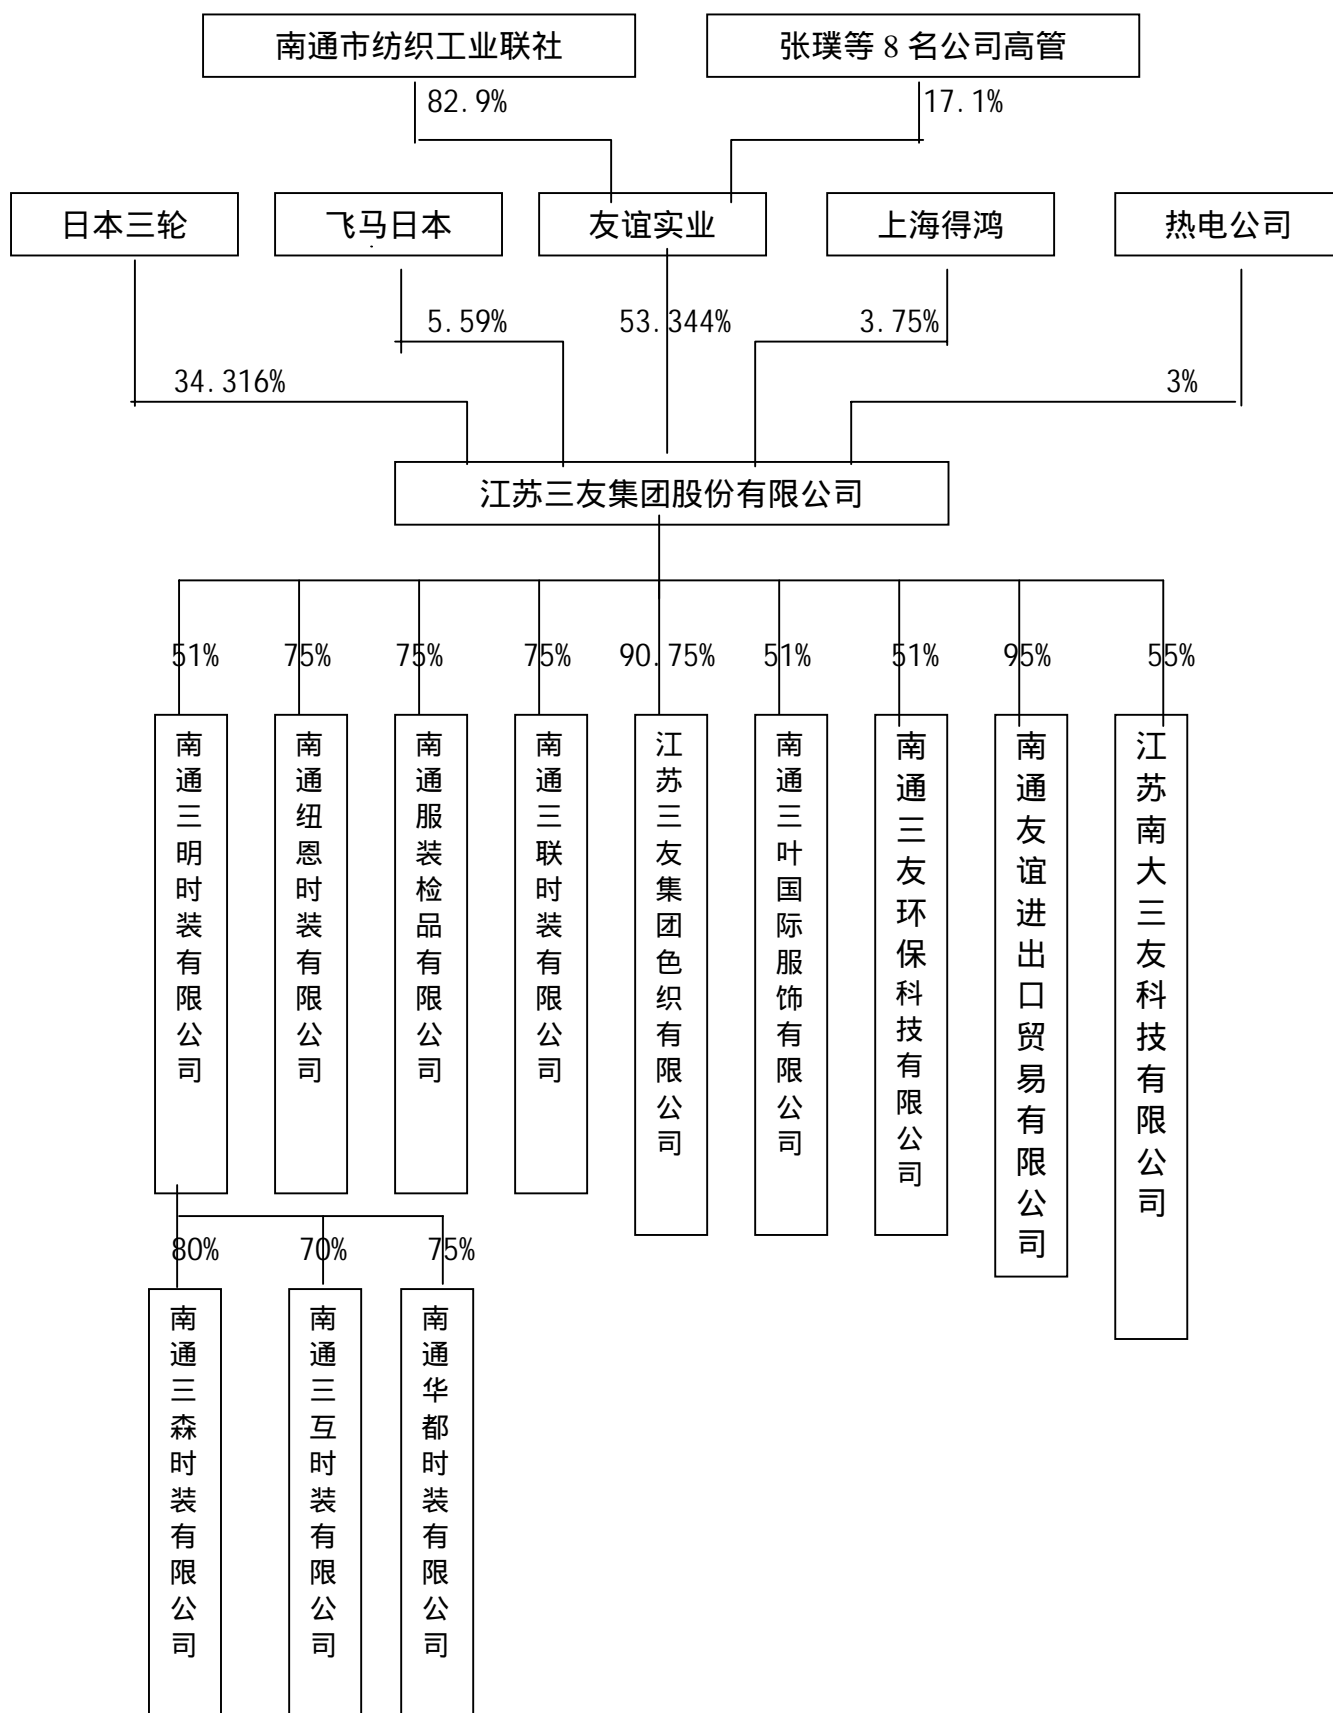 南通市纺织工业联社
张璞等 8 名公司高管
82.9%
17.1%
日本三轮
飞马日本
友谊实业
上海得鸿
热电公司
5.59%
53.344%
3.75%
34.316%
3%
江苏三友集团股份有限公司
51%
75%
75%
75%
90.75%
51%
51%
95%
55%
南通三明时装有限公司
南通纽恩时装有限公司
南通服装检品有限公司
南通三联时装有限公司
江苏三友集团色织有限公司
南通三叶国际服饰有限公司
南通三友环保科技有限公司
南通友谊进出口贸易有限公司
江苏南大三友科技有限公司
80%
70%
75%
南通三森时装有限公司
南通三互时装有限公司
南通华都时装有限公司